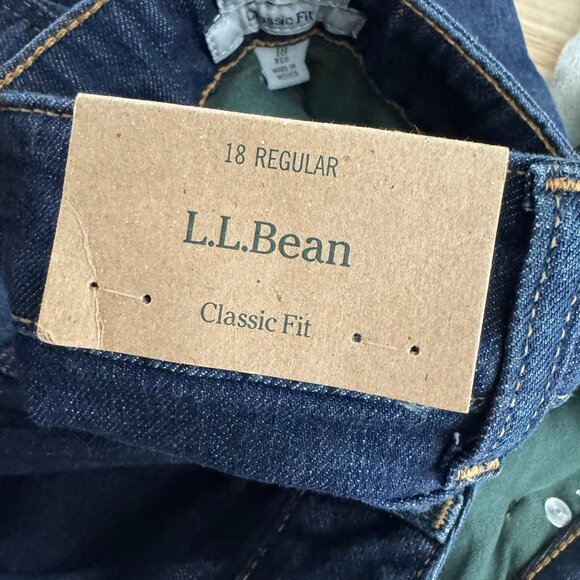 Classic Fit
18
REG
MADE IN
MEXICO
18 REGULAR
L.L.Bean
Classic Fit